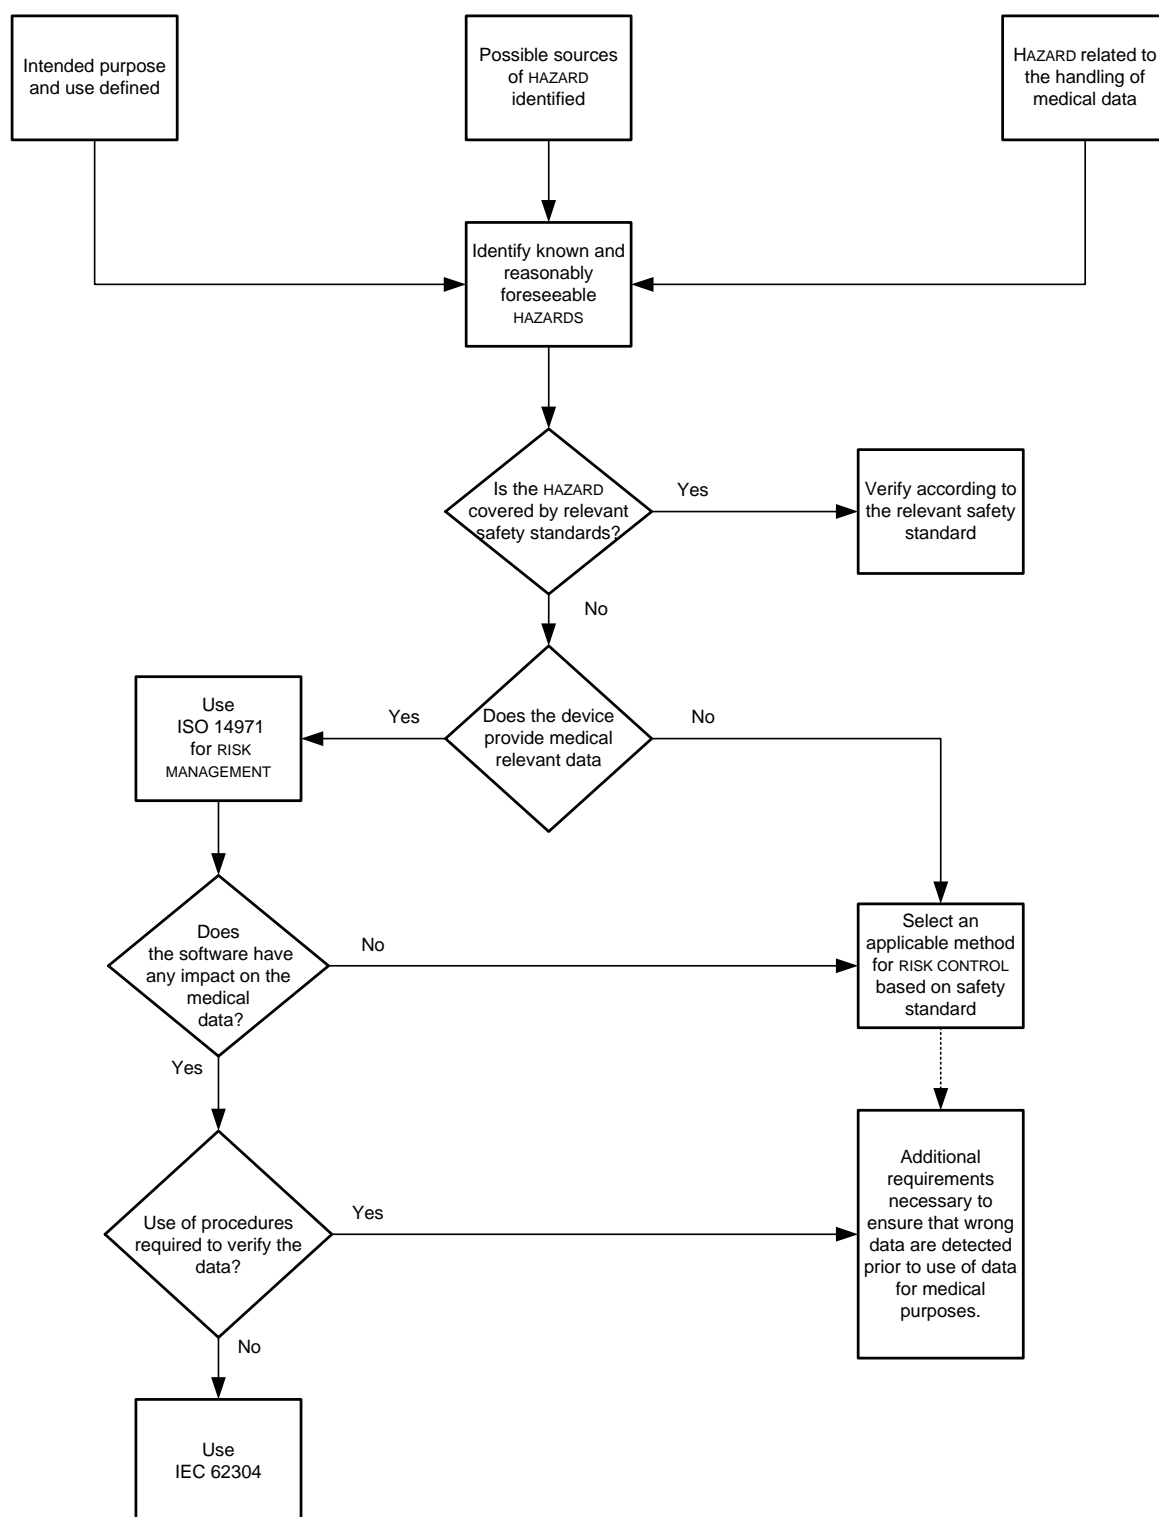 Intended purpose
and use defined
Possible sources
of HAZARD
identified
HAZARD related to
the handling of
medical data
Identify known and
reasonably
foreseeable
HAZARDS
Is the HAZARD
covered by relevant
safety standards?
Yes
Verify according to
the relevant safety
standard
No
Use
ISO 14971
for RISK
MANAGEMENT
Yes
Does the device
provide medical
relevant data
No
Does
the software have
any impact on the
medical
data?
No
Select an
applicable method
for RISK CONTROL
based on safety
standard
Yes
Use of procedures
required to verify the
data?
Yes
Additional
requirements
necessary to
ensure that wrong
data are detected
prior to use of data
for medical
purposes.
No
Use
IEC 62304